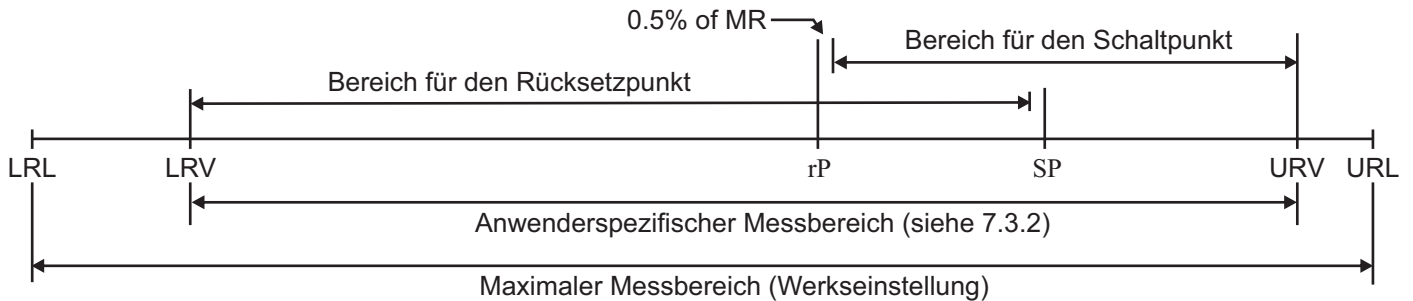 0.5% of MR
Bereich für den Schaltpunkt
Bereich für den Rücksetzpunkt
LRL LRV rP SP URV URL
Anwenderspezifischer Messbereich (siehe 7.3.2)
Maximaler Messbereich (Werkseinstellung)